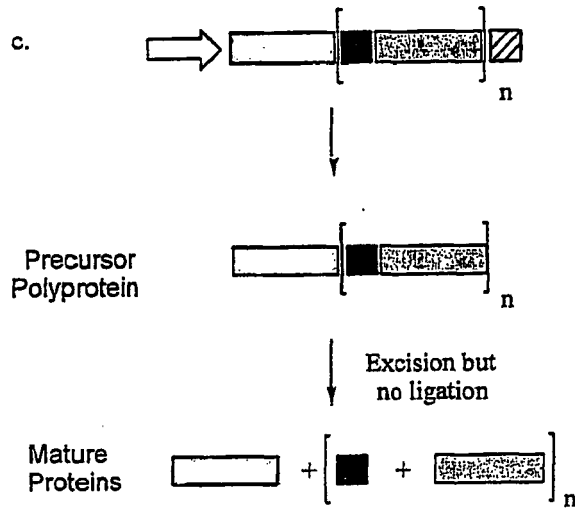 c.
n
Precursor
Polyprotein
n
Excision but
no ligation
Mature
Proteins
+
+
n